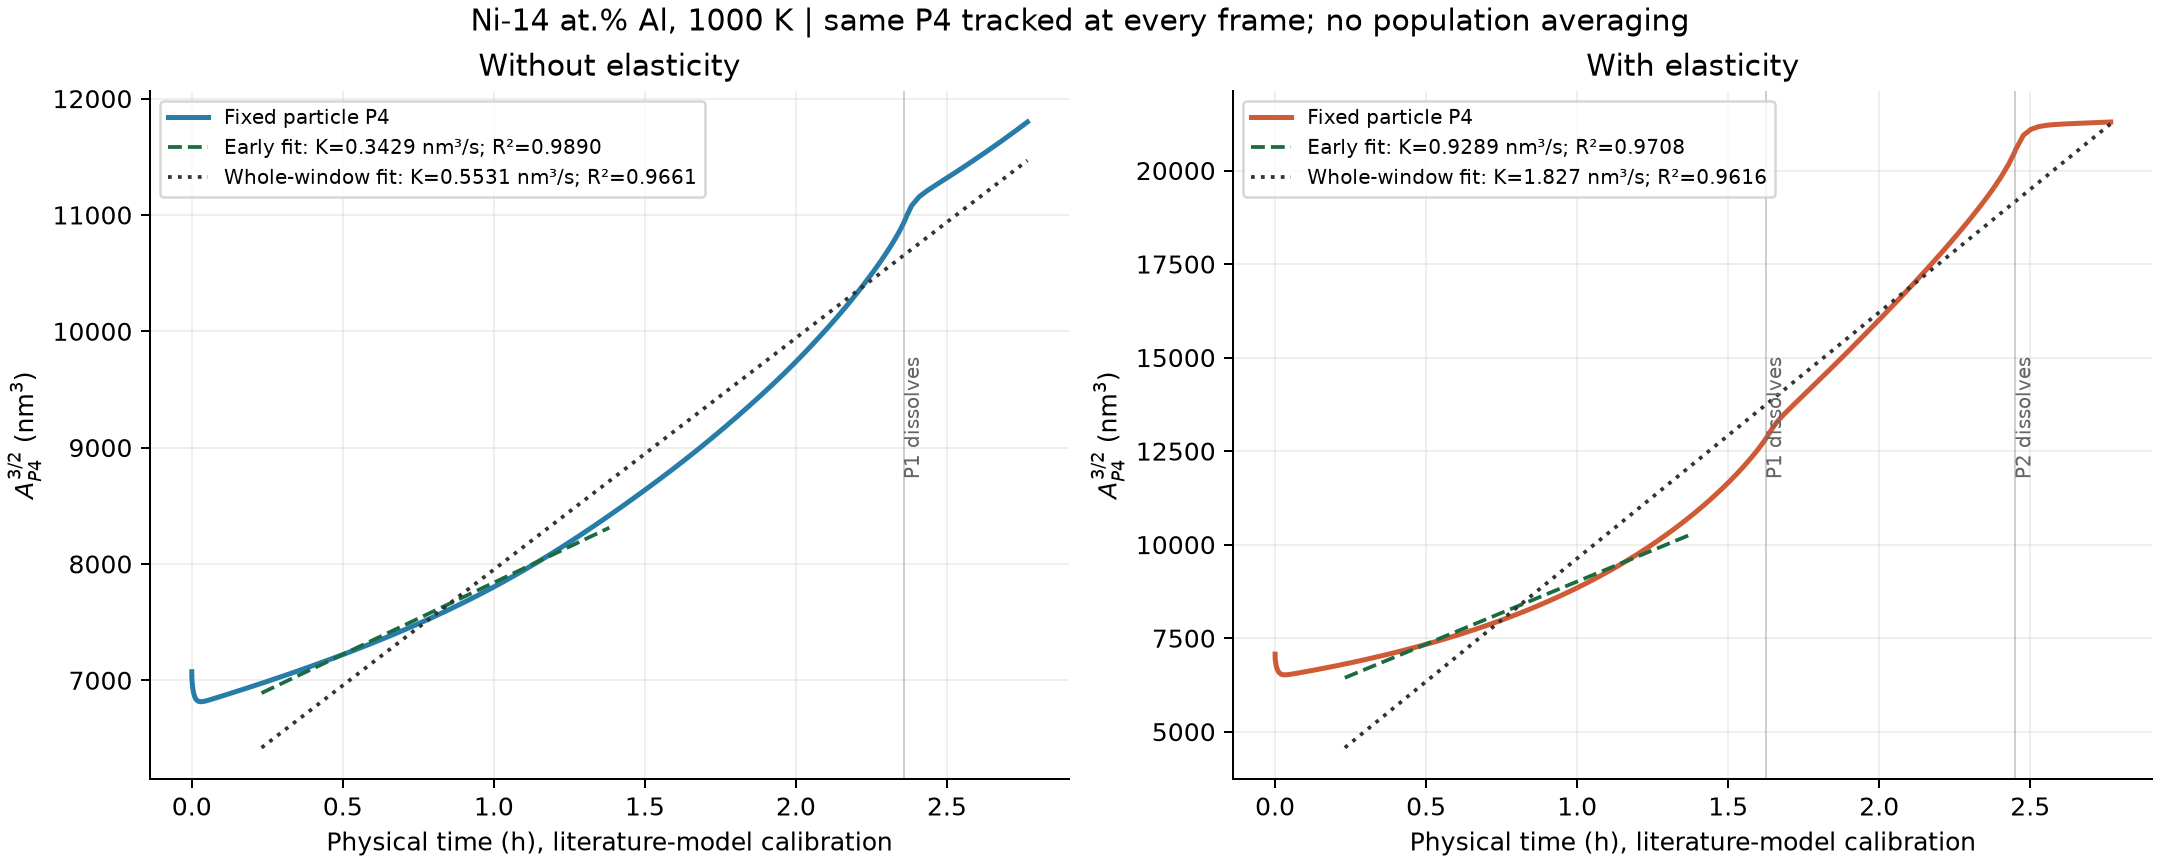 Ni-14 at.% Al, 1000 K | same P4 tracked at every frame; no population averaging
Without elasticity
12000
11000
10000
9000
8000
7000
A_{P4}^{3/2} (nm³)
Fixed particle P4
Early fit: K=0.3429 nm³/s; R²=0.9890
Whole-window fit: K=0.5531 nm³/s; R²=0.9661
P1 dissolves
0.0 0.5 1.0 1.5 2.0 2.5
Physical time (h), literature-model calibration
With elasticity
20000
17500
15000
12500
10000
7500
5000
A_{P4}^{3/2} (nm³)
Fixed particle P4
Early fit: K=0.9289 nm³/s; R²=0.9708
Whole-window fit: K=1.827 nm³/s; R²=0.9616
P1 dissolves
P2 dissolves
0.0 0.5 1.0 1.5 2.0 2.5
Physical time (h), literature-model calibration